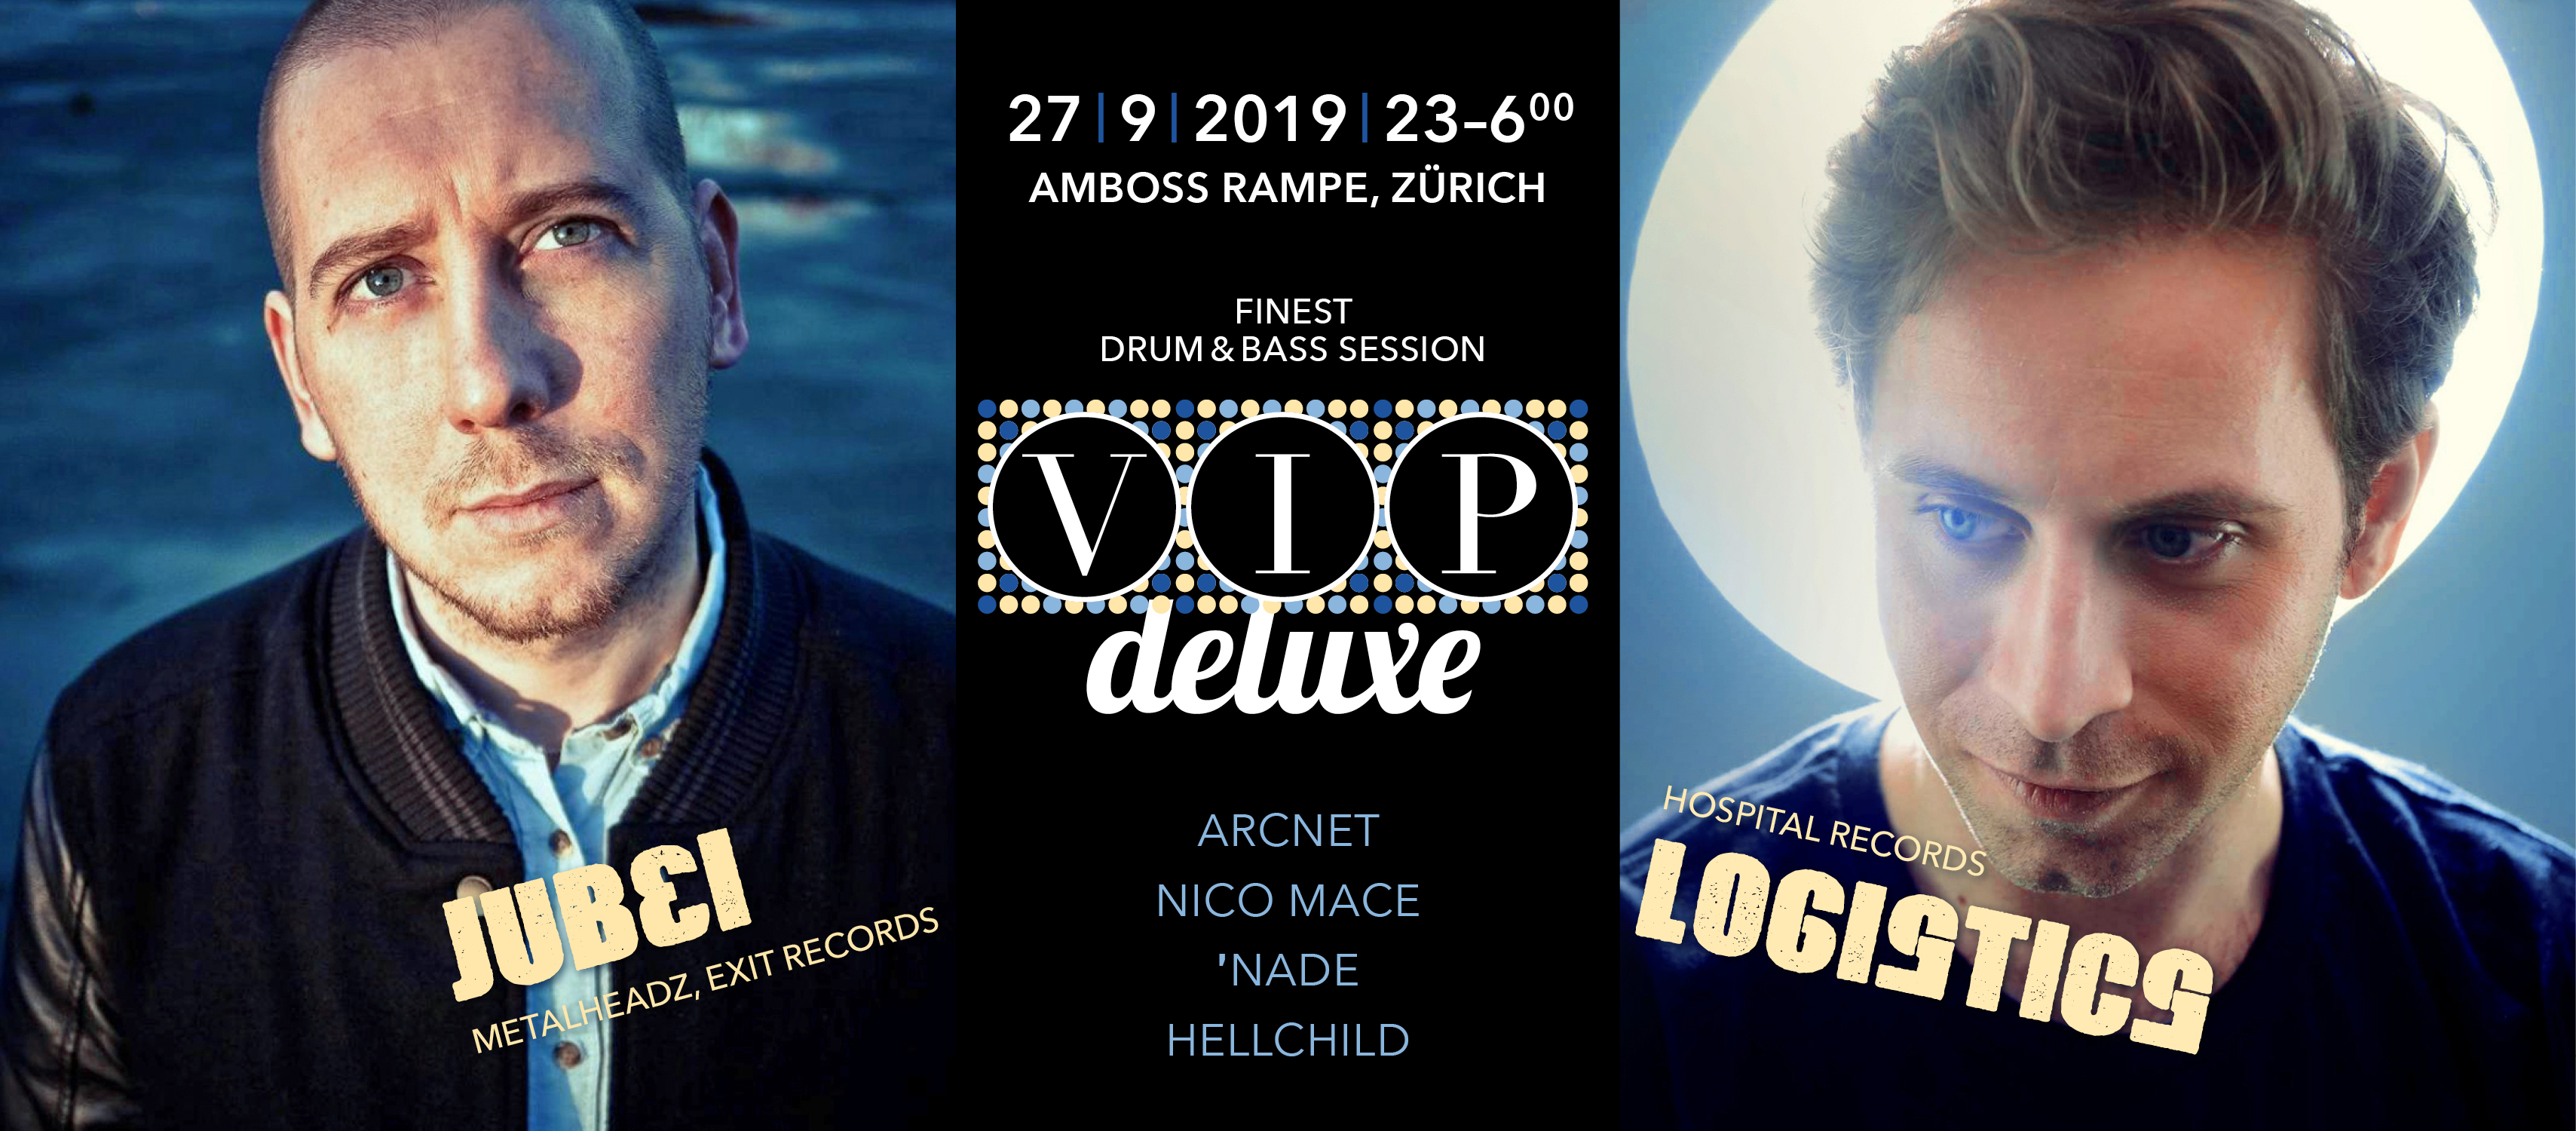 27|9|2019|23–6⁰⁰
AMBOSS RAMPE, ZÜRICH
FINEST
DRUM & BASS SESSION
VIP
deluxe
ARCNET
NICO MACE
'NADE
HELLCHILD
JUBEI
METALHEADZ, EXIT RECORDS
HOSPITAL RECORDS
LOGISTICS